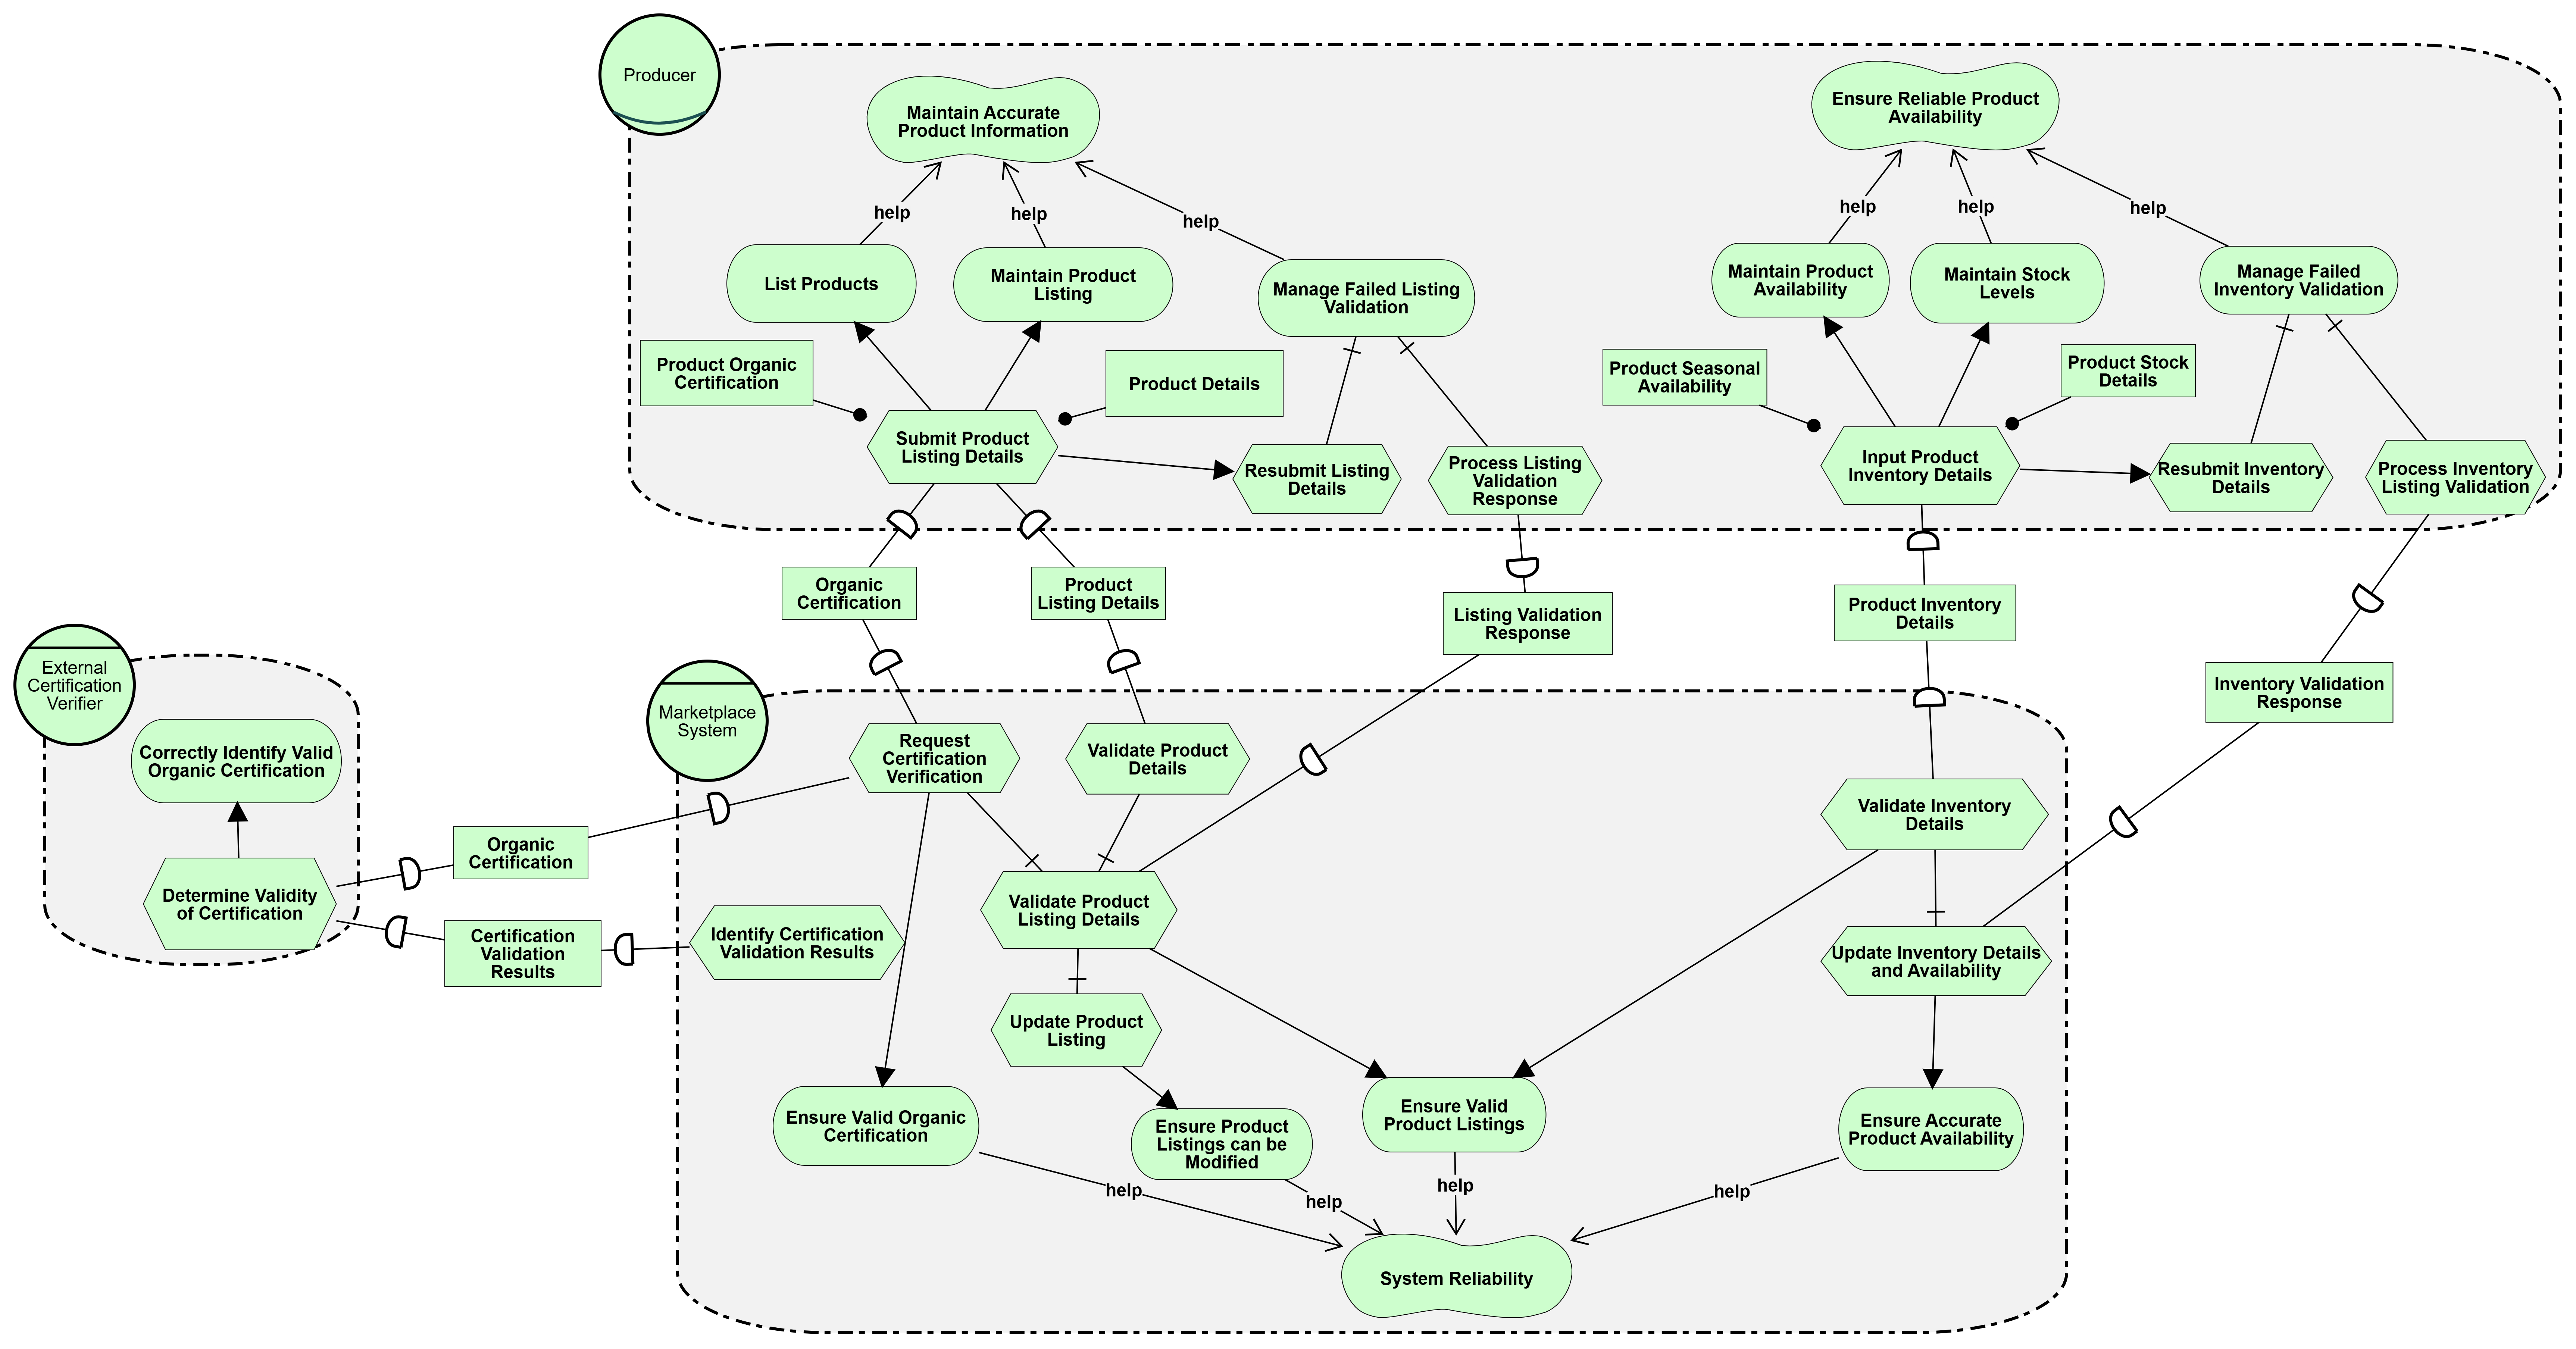 Producer
Maintain Accurate
Product Information
Ensure Reliable Product
Availability
help
help
help
help
help
help
List Products
Maintain Product
Listing
Manage Failed Listing
Validation
Maintain Product
Availability
Maintain Stock
Levels
Manage Failed
Inventory Validation
Product Organic
Certification
Product Details
Product Seasonal
Availability
Product Stock
Details
Submit Product
Listing Details
Resubmit Listing
Details
Process Listing
Validation
Response
Input Product
Inventory Details
Resubmit Inventory
Details
Process Inventory
Listing Validation
Organic
Certification
Product
Listing Details
Listing Validation
Response
Product Inventory
Details
Inventory Validation
Response
External
Certification
Verifier
Correctly Identify Valid
Organic Certification
Determine Validity
of Certification
Organic
Certification
Certification
Validation
Results
Marketplace
System
Request
Certification
Verification
Validate Product
Details
Validate Inventory
Details
Identify Certification
Validation Results
Validate Product
Listing Details
Update Inventory Details
and Availability
Update Product
Listing
Ensure Valid Organic
Certification
Ensure Product
Listings can be
Modified
Ensure Valid
Product Listings
Ensure Accurate
Product Availability
help
help
help
help
System Reliability